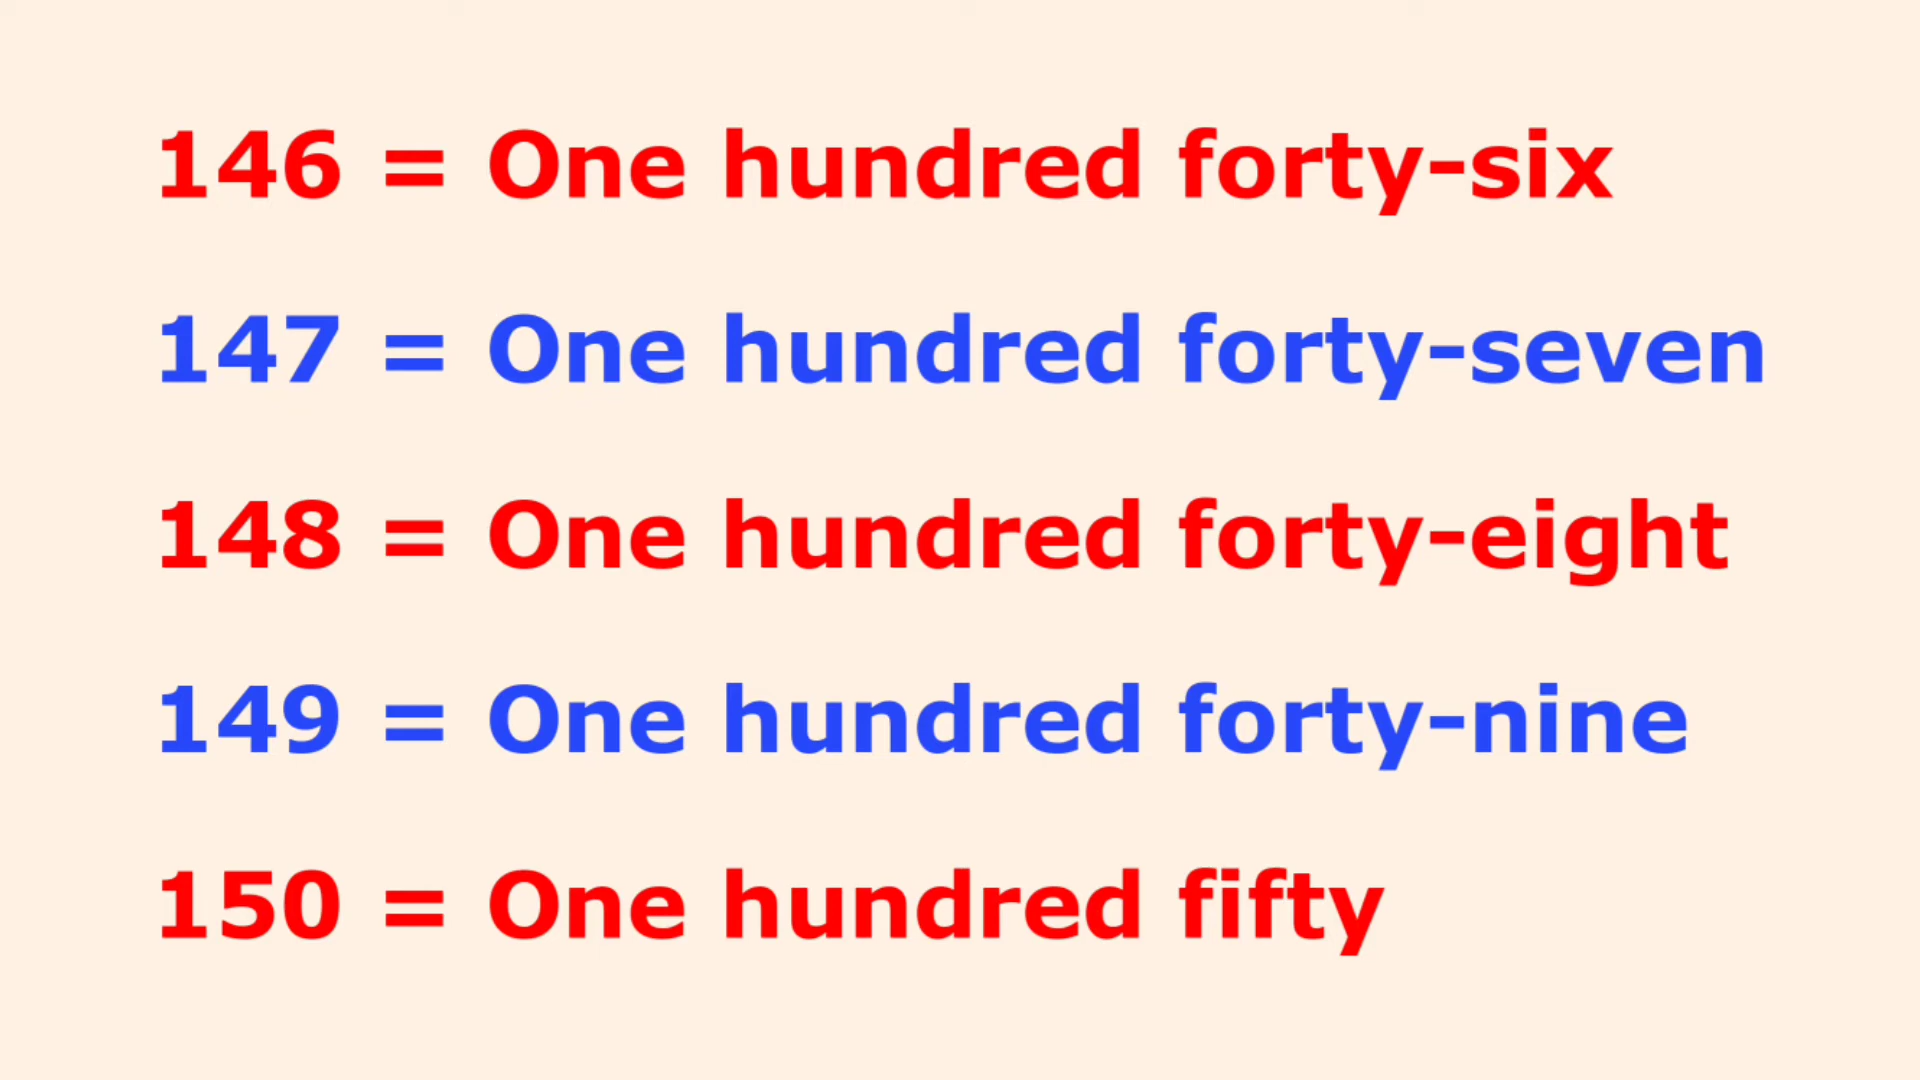 146 = One hundred forty-six
147 = One hundred forty-seven
148 = One hundred forty-eight
149 = One hundred forty-nine
150 = One hundred fifty